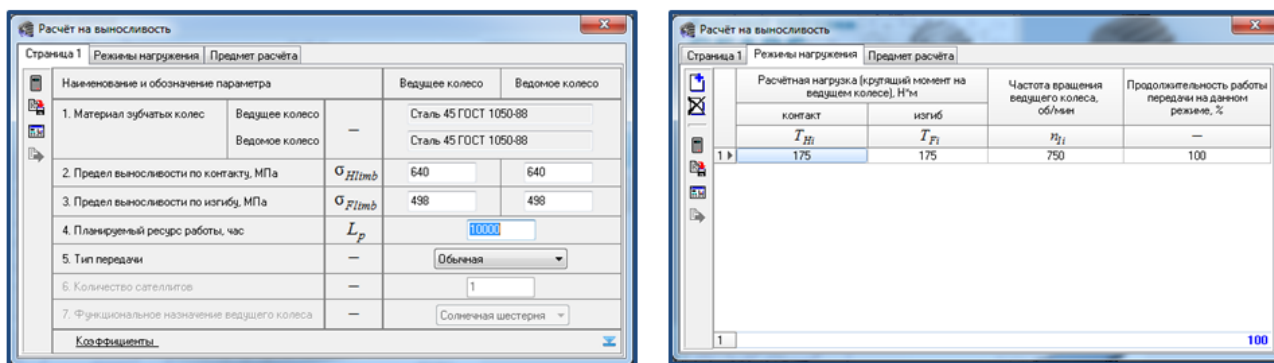 Расчёт на выносливость
Страница 1 Режимы нагружения Предмет расчёта
Наименование и обозначение параметра Ведущее колесо Ведомое колесо
1. Материал зубчатых колес Ведущее колесо — Сталь 45 ГОСТ 1050-88
Ведомое колесо Сталь 45 ГОСТ 1050-88
2. Предел выносливости по контакту, МПа σHlimb 640 640
3. Предел выносливости по изгибу, МПа σFlimb 498 498
4. Планируемый ресурс работы, час Lp 10000
5. Тип передачи — Обычная
6. Количество сателлитов — 1
7. Функциональное назначение ведущего колеса — Солнечная шестерня
Коэффициенты
Расчёт на выносливость
Страница 1 Режимы нагружения Предмет расчёта
Расчётная нагрузка (крутящий момент на
ведущем колесе), Н*м
контакт изгиб
Частота вращения
ведущего колеса,
об/мин
Продолжительность работы
передачи на данном
режиме, %
THi TFi n1i —
1 175 175 750 100
1 100